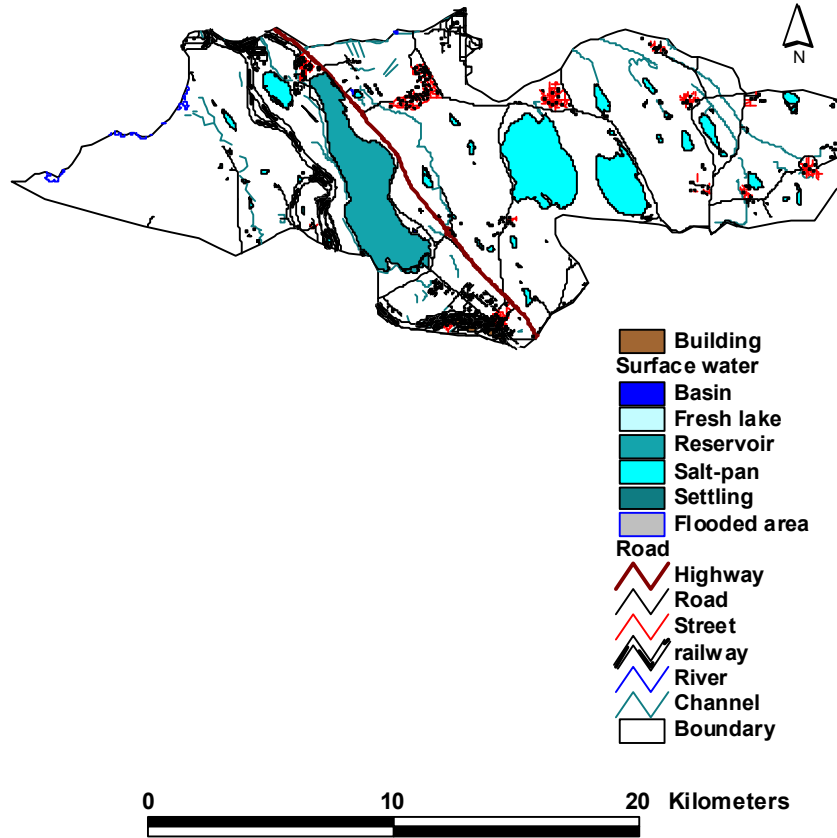 N
Building
Surface water
Basin
Fresh lake
Reservoir
Salt-pan
Settling
Flooded area
Road
Highway
Road
Street
railway
River
Channel
Boundary
0 10 20 Kilometers